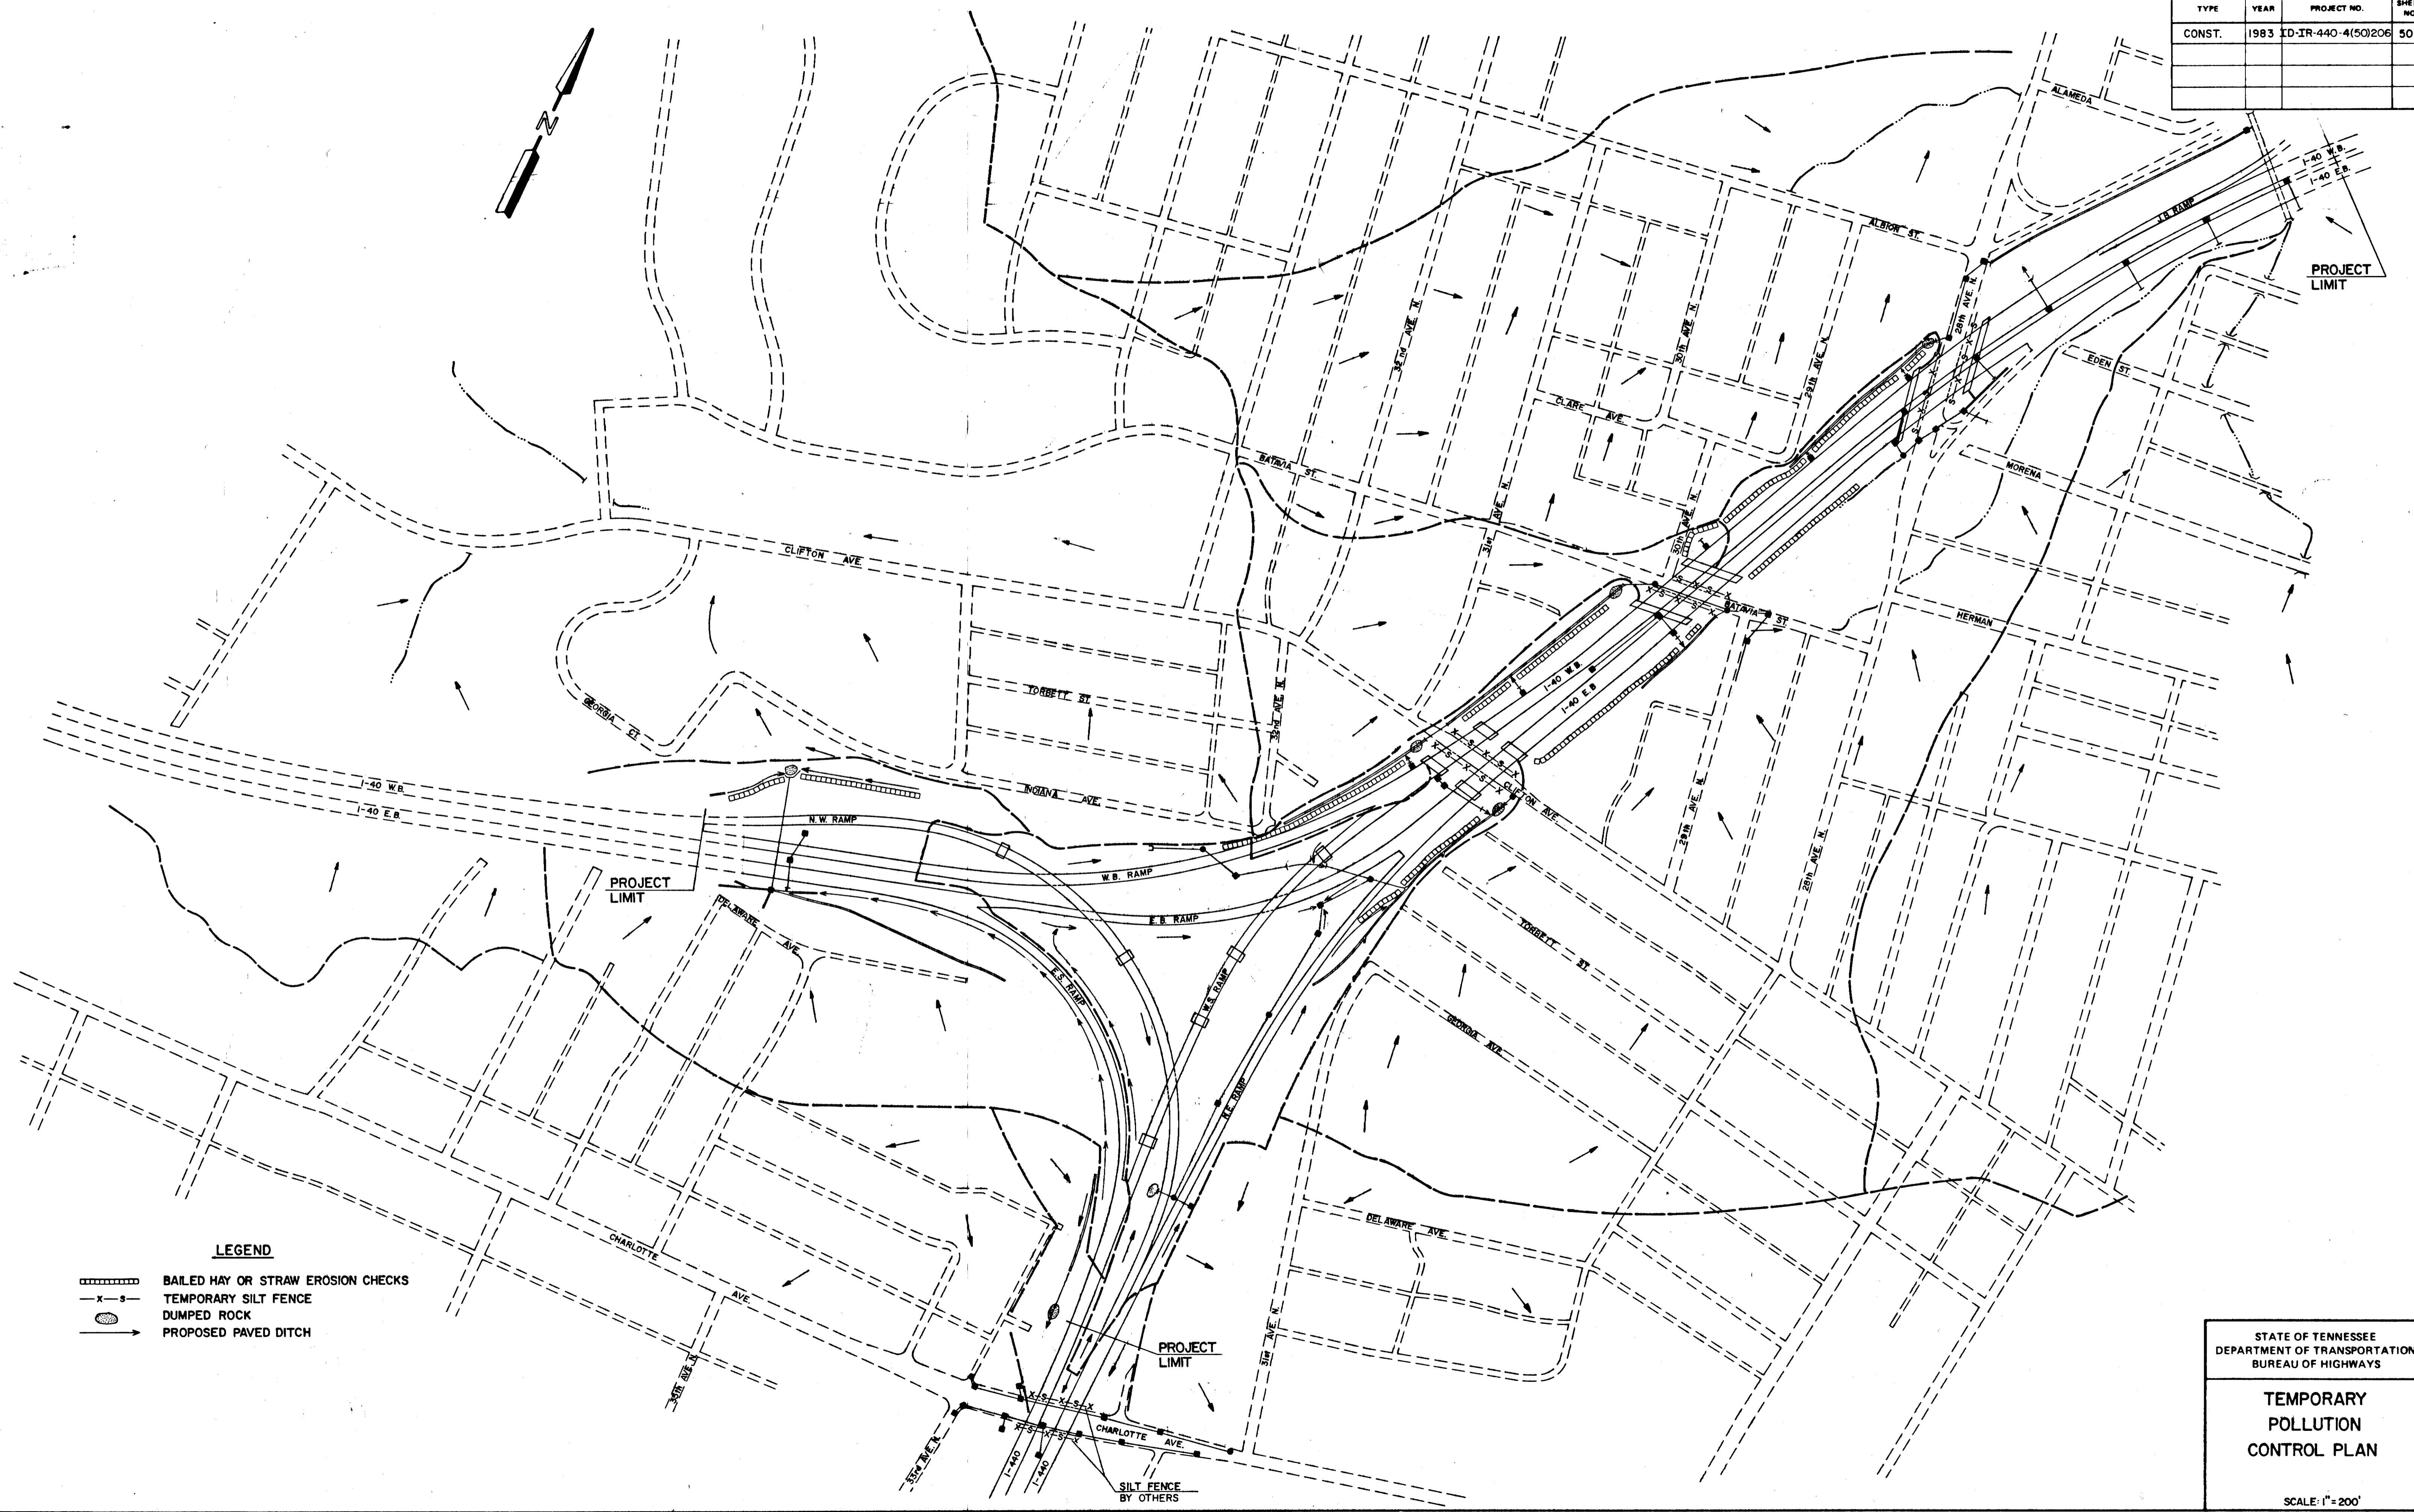 TYPE YEAR PROJECT NO.
CONST. 1983 ID-IR-440-4(50)206 50
N
ALAMEDA
I-40 W.B.
I-40 E.B.
J.B. RAMP
ALBION ST.
PROJECT
LIMIT
28th AVE. N.
32nd AVE. N.
30th AVE. N.
29th AVE. N.
EDEN ST.
CLARE AVE.
BATAVIA ST.
MORENA
31st AVE. N.
30th AVE. N.
CLIFTON AVE.
X S X S X
BATAVIA ST.
HERMAN
TORBETT ST.
GEORGIA CT.
32nd AVE. N.
I-40 W.B.
I-40 E.B.
I-40 W.B.
I-40 E.B.
INDIANA AVE.
CLIFTON AVE.
29th AVE. N.
28th AVE. N.
N.W. RAMP
W.B. RAMP
PROJECT
LIMIT
DELAWARE AVE.
E.B. RAMP
E.S. RAMP
W.S. RAMP
TORBETT ST.
GEORGIA AVE.
N.E. RAMP
DELAWARE AVE.
CHARLOTTE AVE.
LEGEND
BAILED HAY OR STRAW EROSION CHECKS
X S TEMPORARY SILT FENCE
DUMPED ROCK
PROPOSED PAVED DITCH
35th AVE. N.
31st AVE. N.
PROJECT
LIMIT
X S X S X
X S X S X
CHARLOTTE AVE.
33rd AVE. N.
I-440
I-440
SILT FENCE
BY OTHERS
STATE OF TENNESSEE
DEPARTMENT OF TRANSPORTATION
BUREAU OF HIGHWAYS
TEMPORARY
POLLUTION
CONTROL PLAN
SCALE: 1" = 200'